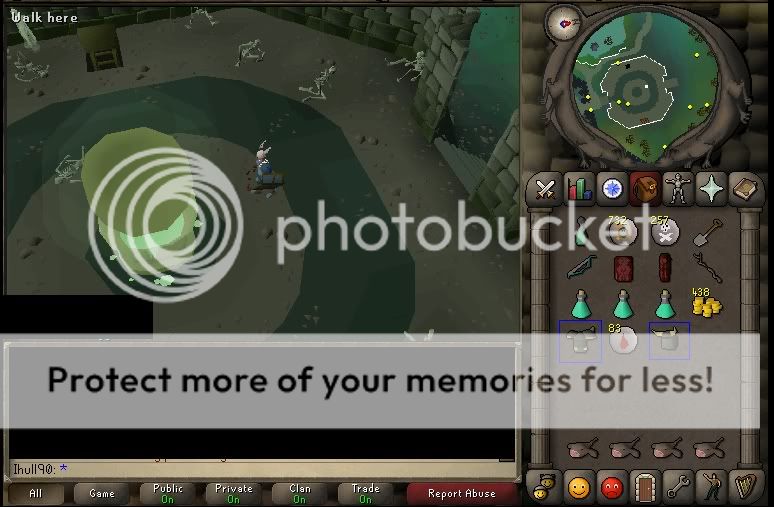 Walk here
732
257
photobucket
438
83
Protect more of your memories for less!
Ihull90: *
All
Game
Public
On
Private
On
Clan
On
Trade
On
Report Abuse